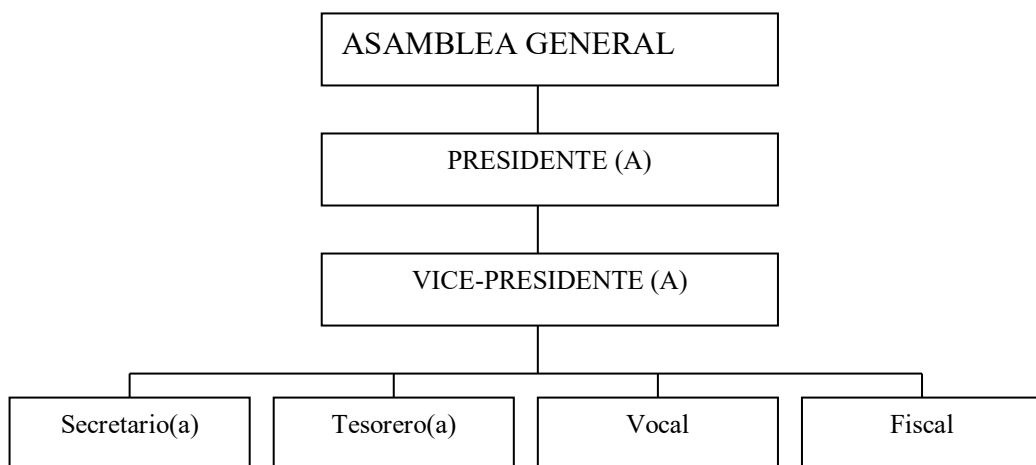 ASAMBLEA GENERAL
PRESIDENTE (A)
VICE-PRESIDENTE (A)
Secretario(a)
Tesorero(a)
Vocal
Fiscal